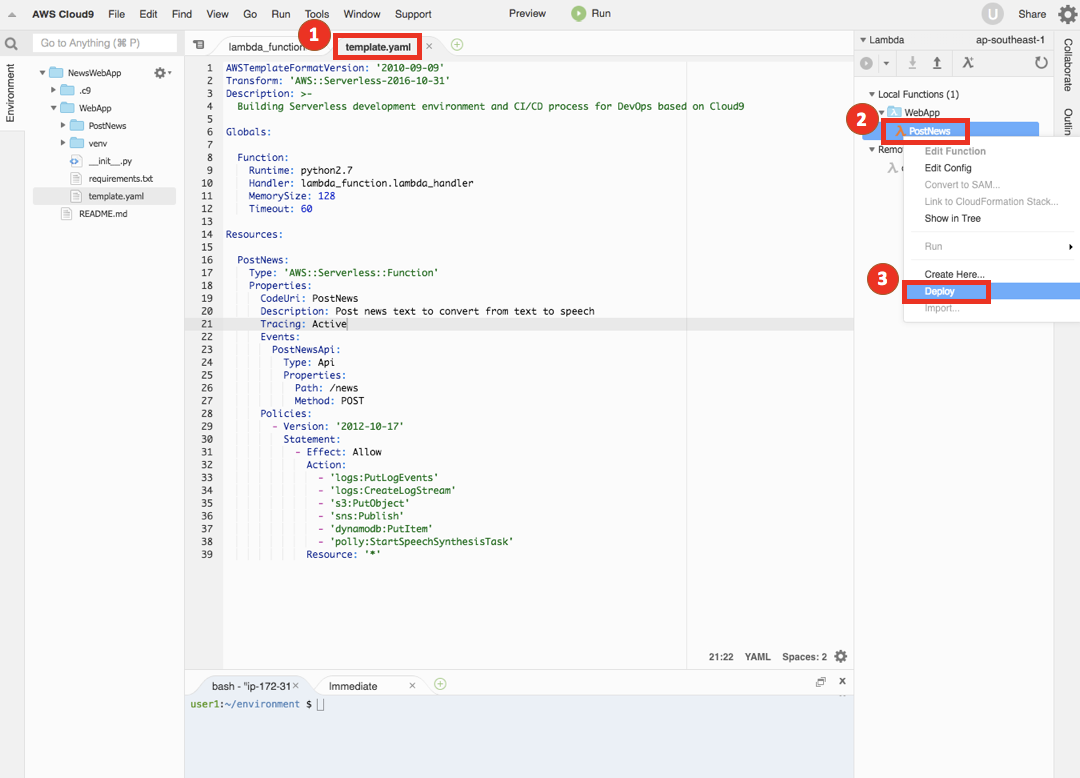 AWS Cloud9 File Edit Find View Go Run Tools Window Support Preview Run U Share
Go to Anything (⌘ P)
Environment
NewsWebApp
.c9
WebApp
PostNews
venv
__init__.py
requirements.txt
template.yaml
README.md
1
lambda_function
template.yaml
1 AWSTemplateFormatVersion: '2010-09-09'
2 Transform: 'AWS::Serverless-2016-10-31'
3 Description: >-
4 Building Serverless development environment and CI/CD process for DevOps based on Cloud9
5
6 Globals:
7
8 Function:
9 Runtime: python2.7
10 Handler: lambda_function.lambda_handler
11 MemorySize: 128
12 Timeout: 60
13
14 Resources:
15
16 PostNews:
17 Type: 'AWS::Serverless::Function'
18 Properties:
19 CodeUri: PostNews
20 Description: Post news text to convert from text to speech
21 Tracing: Active
22 Events:
23 PostNewsApi:
24 Type: Api
25 Properties:
26 Path: /news
27 Method: POST
28 Policies:
29 - Version: '2012-10-17'
30 Statement:
31 - Effect: Allow
32 Action:
33 - 'logs:PutLogEvents'
34 - 'logs:CreateLogStream'
35 - 's3:PutObject'
36 - 'sns:Publish'
37 - 'dynamodb:PutItem'
38 - 'polly:StartSpeechSynthesisTask'
39 Resource: '*'
21:22 YAML Spaces: 2
bash - "ip-172-31
Immediate
user1:~/environment $
Lambda ap-southeast-1
Local Functions (1)
WebApp
2
PostNews
Remo
Edit Function
Edit Config
Convert to SAM...
Link to CloudFormation Stack...
Show in Tree
Run
Create Here...
3
Deploy
Import...
Collaborate
Outlin